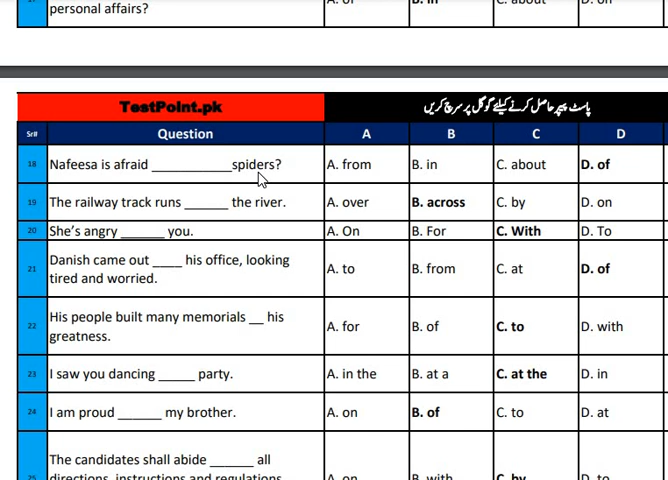 personal affairs?
B. in
TestPoint.pk پاسٹ پیپر حاصل کرنے کیلئے گوگل پر سرچ کریں
Sr# Question A B C D
18 Nafeesa is afraid __________spiders? A. from B. in C. about D. of
19 The railway track runs ______ the river. A. over B. across C. by D. on
20 She's angry ______ you. A. On B. For C. With D. To
21 Danish came out ____ his office, looking A. to B. from C. at D. of
tired and worried.
22 His people built many memorials __ his A. for B. of C. to D. with
greatness.
23 I saw you dancing _____ party. A. in the B. at a C. at the D. in
24 I am proud ______ my brother. A. on B. of C. to D. at
The candidates shall abide ______ all
25 directions, instructions and regulations A. on B. with C. by D. to